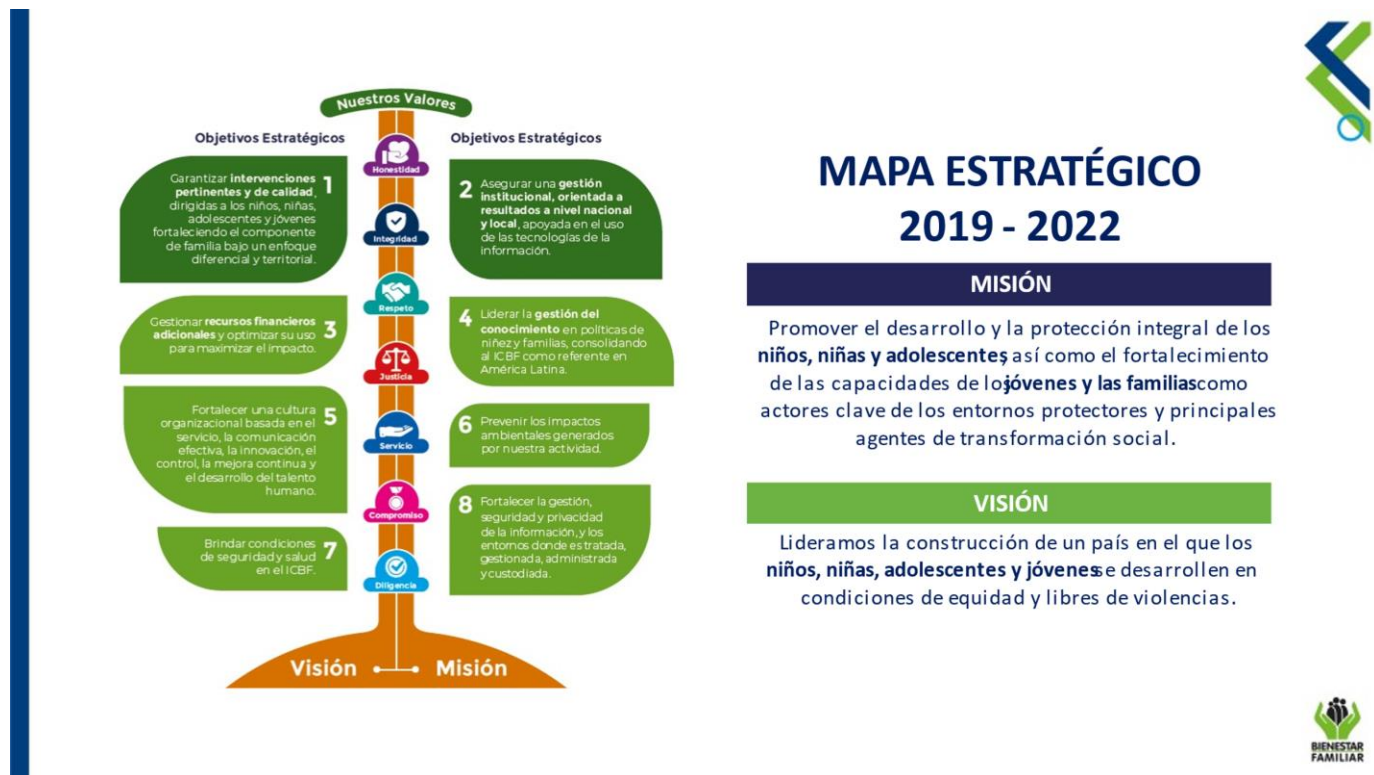 Nuestros Valores
Objetivos Estratégicos
Objetivos Estratégicos
Garantizar intervenciones
pertinentes y de calidad,
dirigidas a los niños, niñas,
adolescentes y jóvenes
fortaleciendo el componente
de familia bajo un enfoque
diferencial y territorial.
1
Honestidad
2
Asegurar una gestión
institucional, orientada a
resultados a nivel nacional
y local, apoyada en el uso
de las tecnologías de la
información.
Integridad
Gestionar recursos financieros
adicionales y optimizar su uso
para maximizar el impacto.
3
Respeto
4
Liderar la gestión del
conocimiento en políticas de
niñez y familias, consolidando
al ICBF como referente en
América Latina.
Justicia
Fortalecer una cultura
organizacional basada en el
servicio, la comunicación
efectiva, la innovación, el
control, la mejora continua y
el desarrollo del talento
humano.
5
Servicio
6
Prevenir los impactos
ambientales generados
por nuestra actividad.
Compromiso
Brindar condiciones
de seguridad y salud
en el ICBF.
7
8
Fortalecer la gestión,
seguridad y privacidad
de la información, y los
entornos donde es tratada,
gestionada, administrada
y custodiada.
Diligencia
Visión
Misión
MAPA ESTRATÉGICO
2019 - 2022
MISIÓN
Promover el desarrollo y la protección integral de los
niños, niñas y adolescentes, así como el fortalecimiento
de las capacidades de los jóvenes y las familias como
actores clave de los entornos protectores y principales
agentes de transformación social.
VISIÓN
Lideramos la construcción de un país en el que los
niños, niñas, adolescentes y jóvenes se desarrollen en
condiciones de equidad y libres de violencias.
BIENESTAR
FAMILIAR